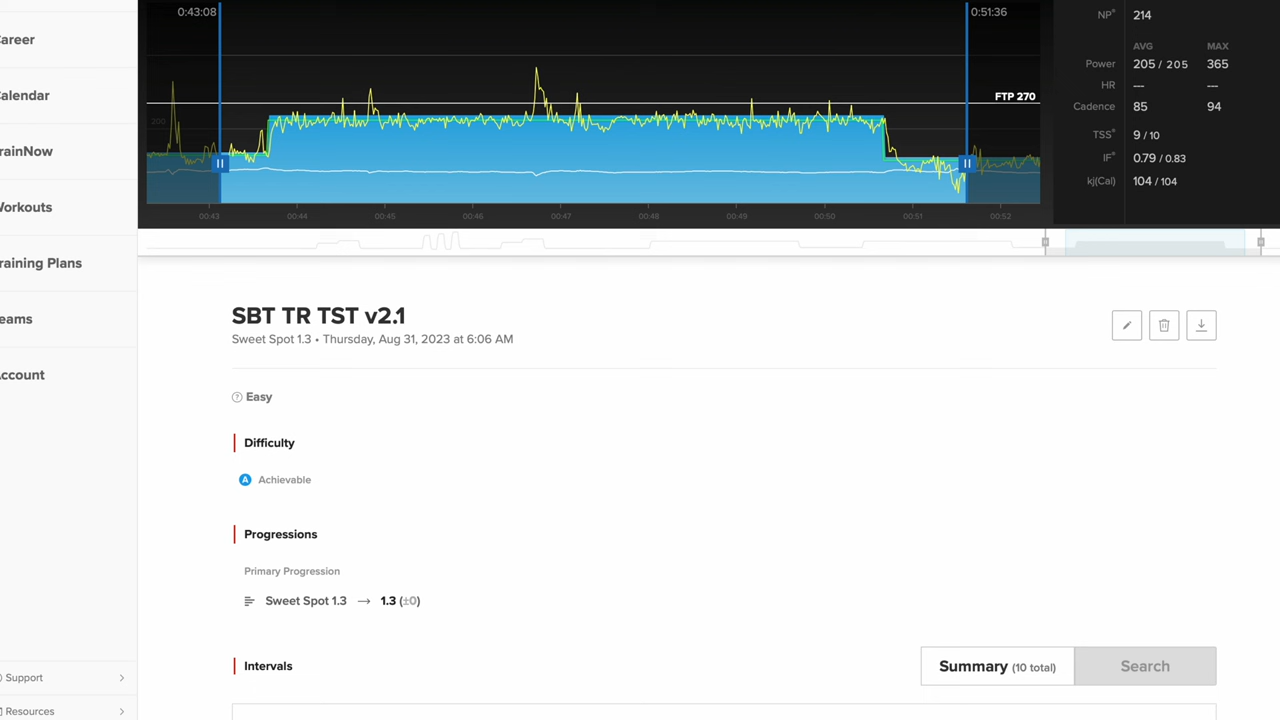 0:43:08
0:51:36
200
FTP 270
00:43 00:44 00:45 00:46 00:47 00:48 00:49 00:50 00:51 00:52
NP® 214
AVG MAX
Power 205 / 205 365
HR --- ---
Cadence 85 94
TSS® 9 / 10
IF® 0.79 / 0.83
kj(Cal) 104 / 104
areer
alendar
rainNow
orkouts
raining Plans
eams
ccount
Support
Resources
SBT TR TST v2.1
Sweet Spot 1.3 • Thursday, Aug 31, 2023 at 6:06 AM
? Easy
Difficulty
A Achievable
Progressions
Primary Progression
Sweet Spot 1.3 → 1.3 (±0)
Intervals
Summary (10 total)
Search